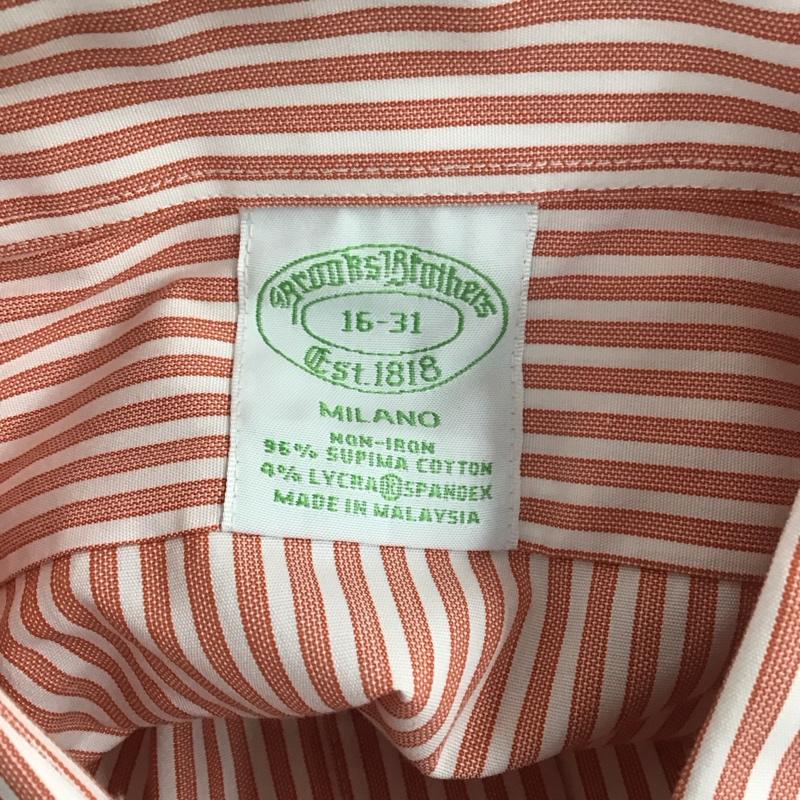 Brooks Brothers
16-31
Est. 1818
MILANO
NON-IRON
96% SUPIMA COTTON
4% LYCRA® SPANDEX
MADE IN MALAYSIA